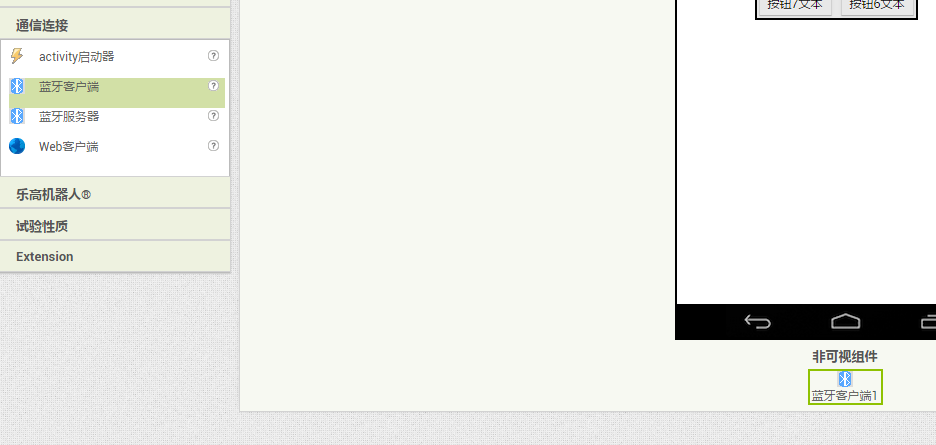 通信连接
activity启动器
蓝牙客户端
蓝牙服务器
Web客户端
乐高机器人®
试验性质
Extension
按钮7文本 按钮6文本
非可视组件
蓝牙客户端1